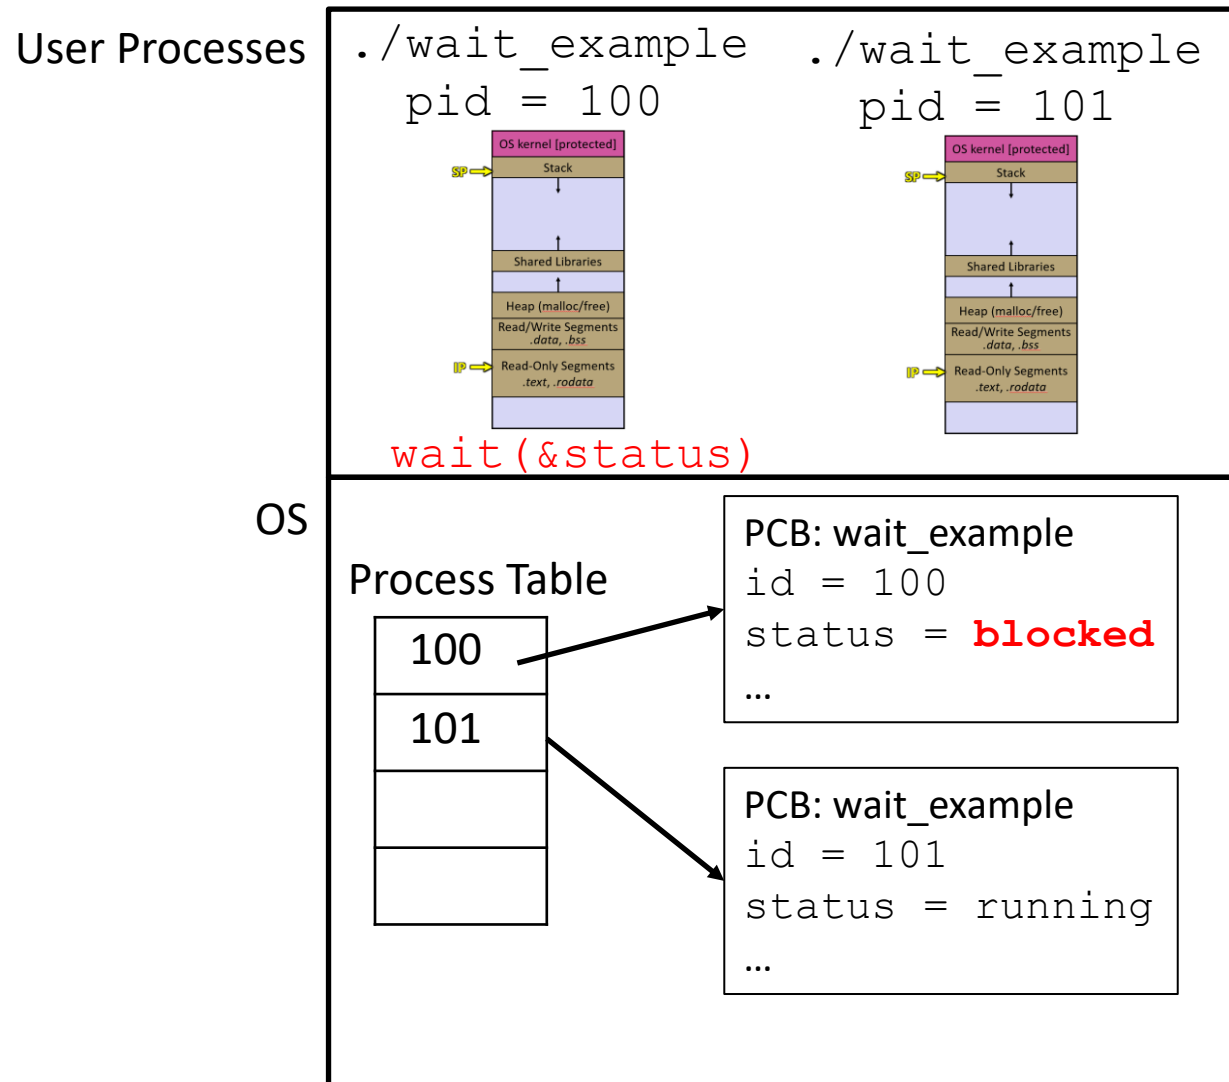 User Processes
./wait_example
pid = 100
OS kernel [protected]
SP
Stack
Shared Libraries
Heap (malloc/free)
Read/Write Segments
.data, .bss
IP
Read-Only Segments
.text, .rodata
wait(&status)
./wait_example
pid = 101
OS kernel [protected]
SP
Stack
Shared Libraries
Heap (malloc/free)
Read/Write Segments
.data, .bss
IP
Read-Only Segments
.text, .rodata
OS
Process Table
100
101
PCB: wait_example
id = 100
status = blocked
…
PCB: wait_example
id = 101
status = running
…